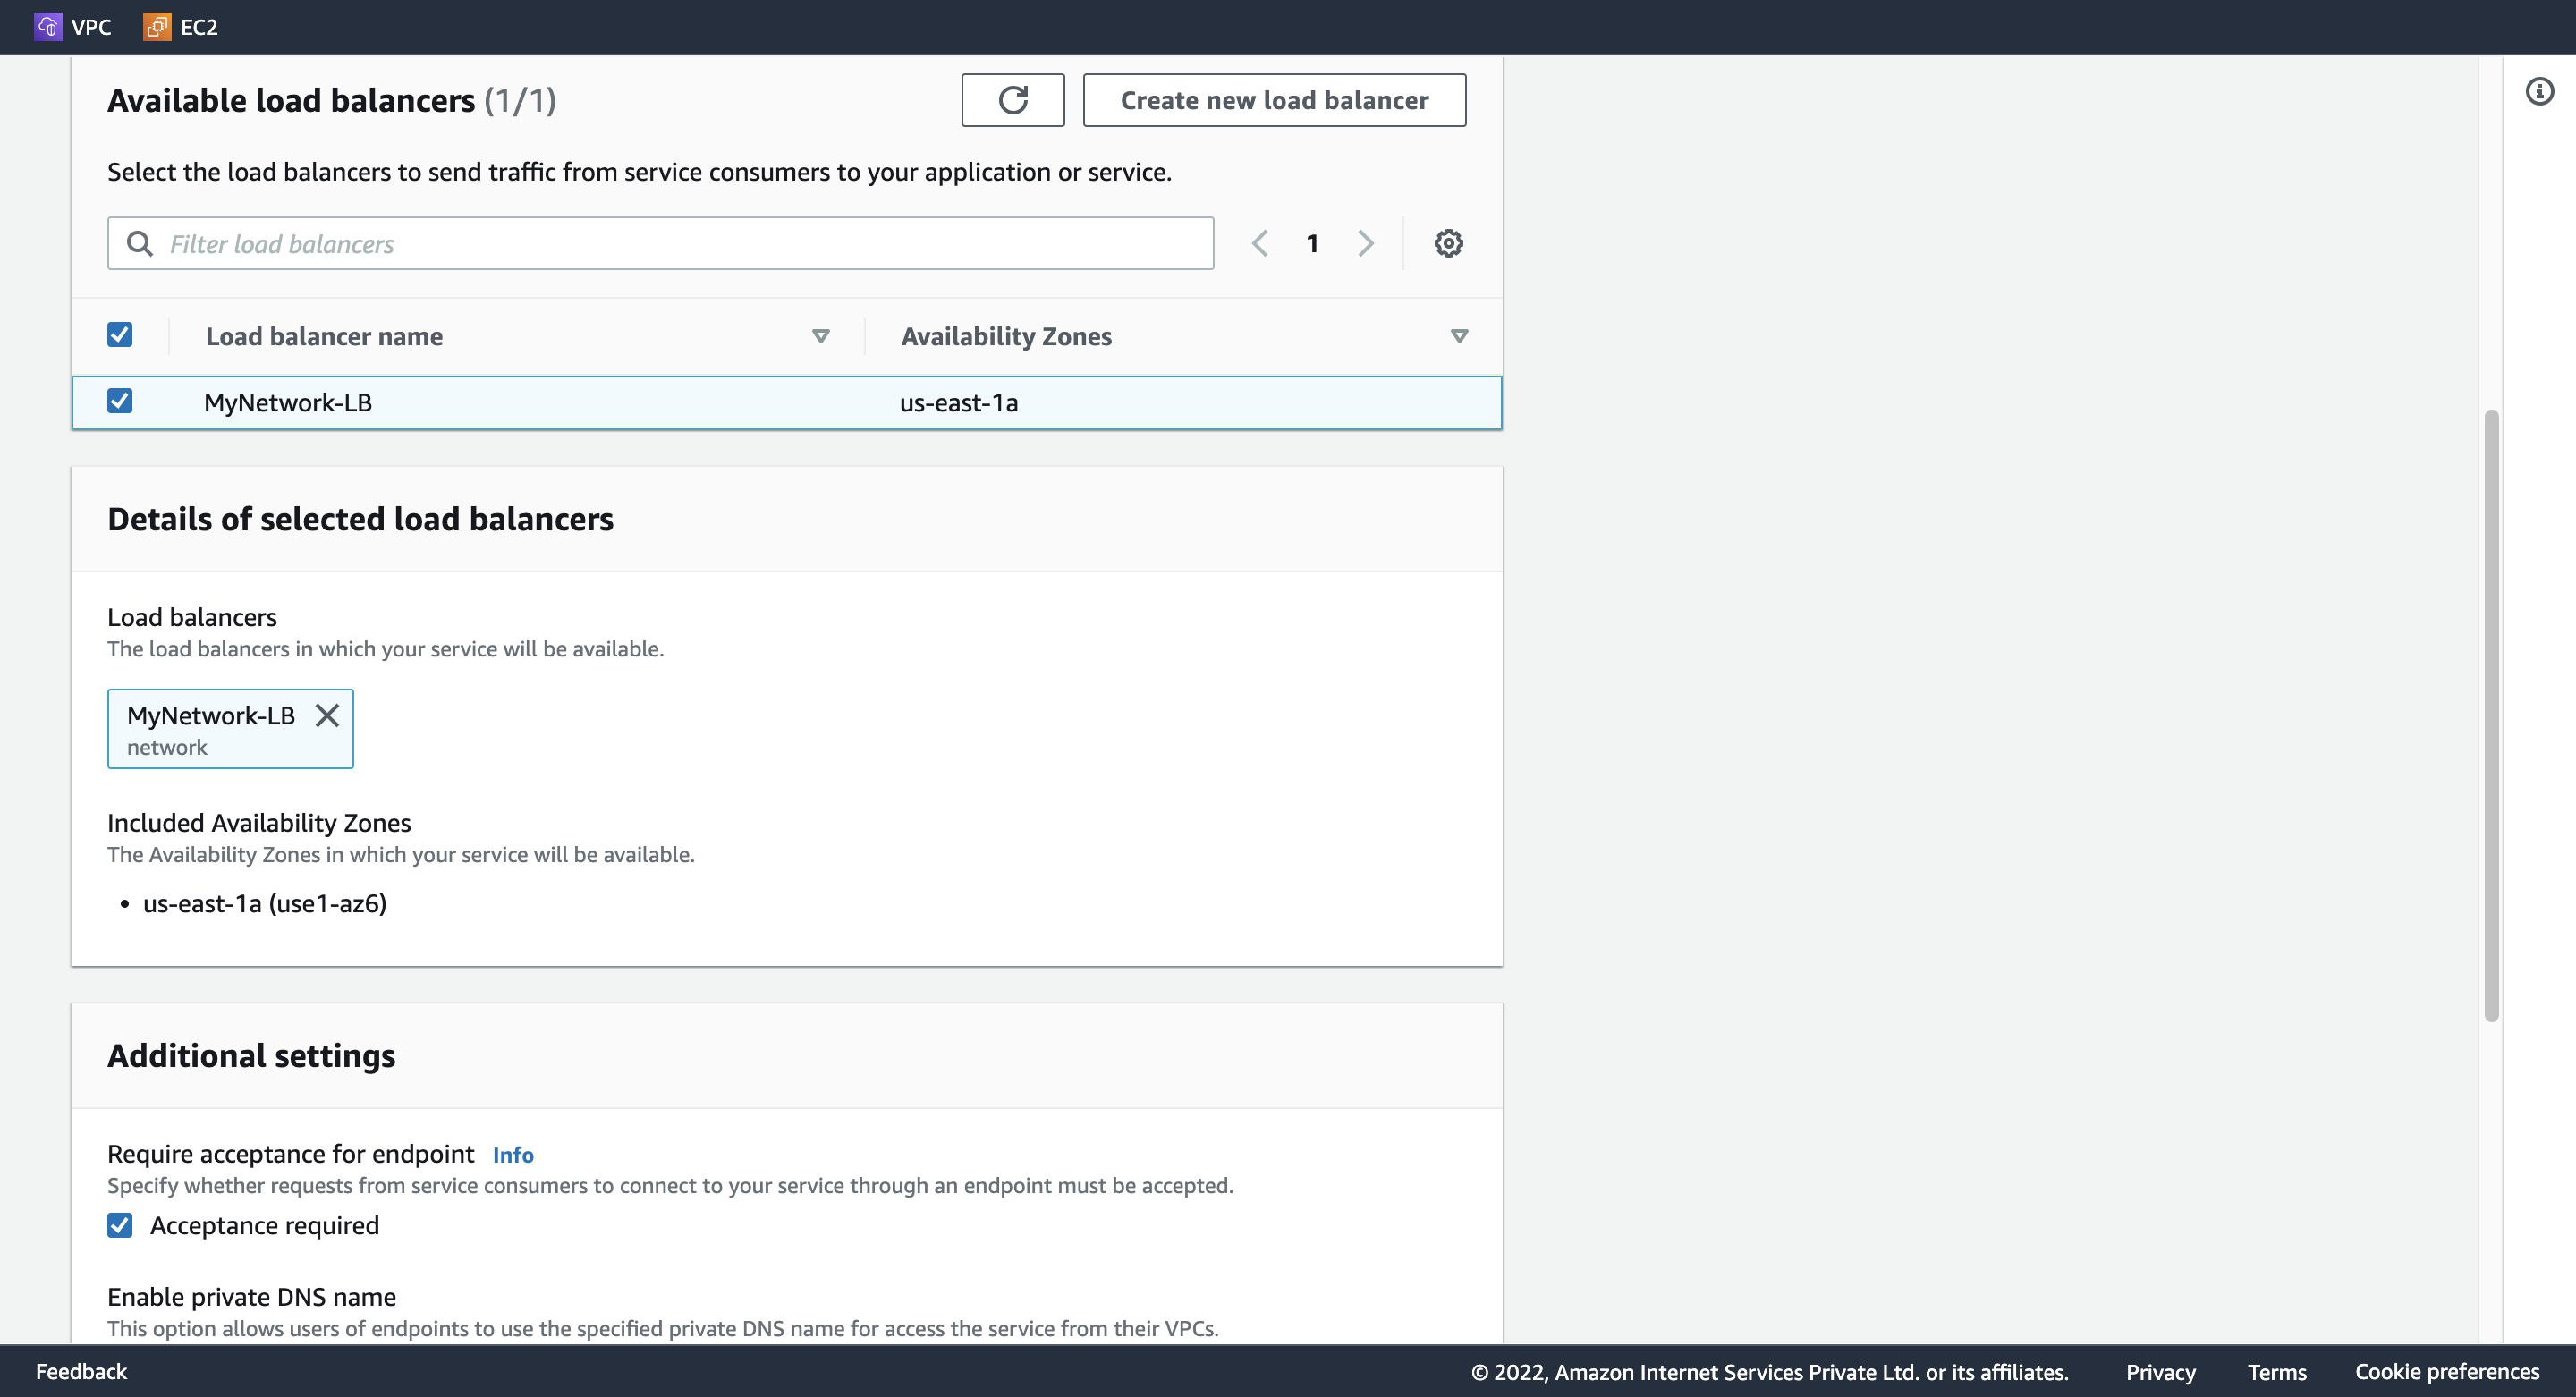 VPC EC2
Available load balancers (1/1)
Create new load balancer
Select the load balancers to send traffic from service consumers to your application or service.
Filter load balancers
1
Load balancer name Availability Zones
MyNetwork-LB us-east-1a
Details of selected load balancers
Load balancers
The load balancers in which your service will be available.
MyNetwork-LB
network
Included Availability Zones
The Availability Zones in which your service will be available.
• us-east-1a (use1-az6)
Additional settings
Require acceptance for endpoint Info
Specify whether requests from service consumers to connect to your service through an endpoint must be accepted.
Acceptance required
Enable private DNS name
This option allows users of endpoints to use the specified private DNS name for access the service from their VPCs.
Feedback © 2022, Amazon Internet Services Private Ltd. or its affiliates. Privacy Terms Cookie preferences